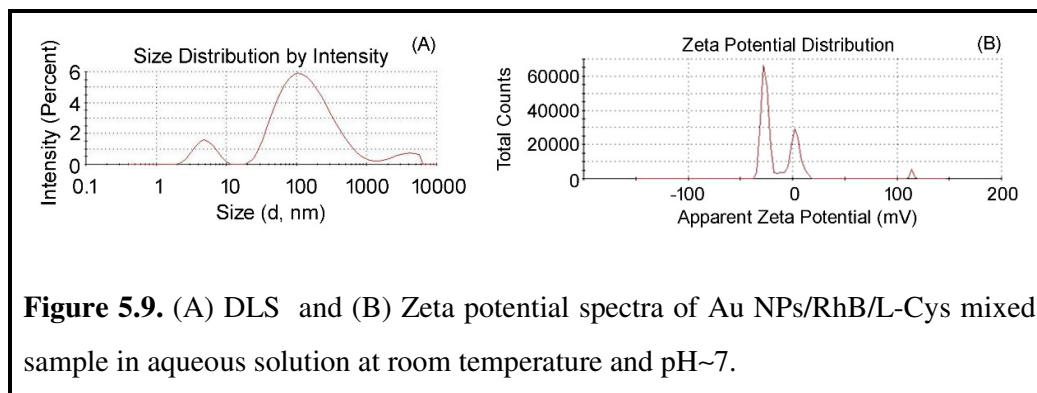 Size Distribution by Intensity
(A)
Intensity (Percent)
6
4
2
0
0.1 1 10 100 1000 10000
Size (d, nm)
Zeta Potential Distribution
(B)
Total Counts
60000
40000
20000
0
-100 0 100 200
Apparent Zeta Potential (mV)
Figure 5.9. (A) DLS and (B) Zeta potential spectra of Au NPs/RhB/L-Cys mixed
sample in aqueous solution at room temperature and pH~7.